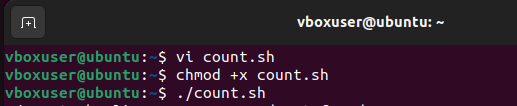 vboxuser@ubuntu: ~
vboxuser@ubuntu:~$ vi count.sh
vboxuser@ubuntu:~$ chmod +x count.sh
vboxuser@ubuntu:~$ ./count.sh